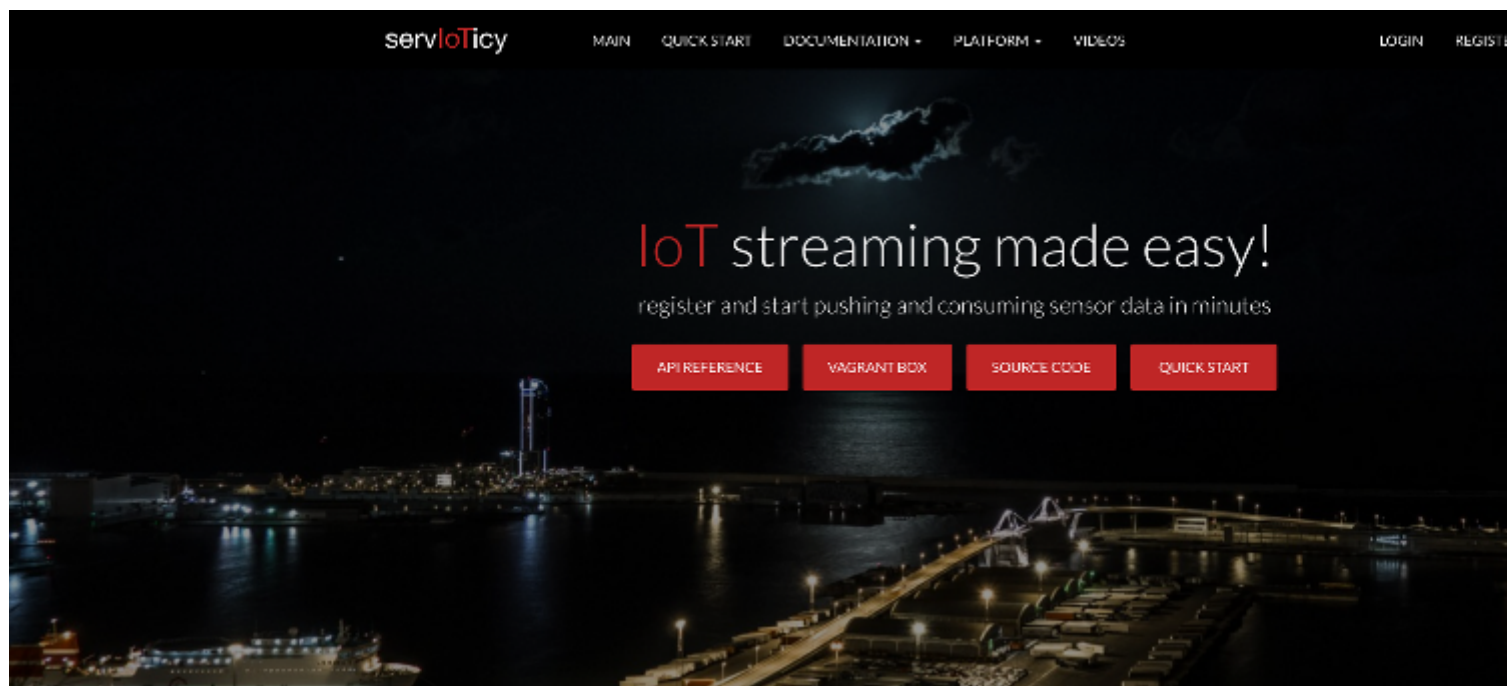 servIoTicy MAIN QUICK START DOCUMENTATION PLATFORM VIDEOS LOGIN REGISTE
IoT streaming made easy!
register and start pushing and consuming sensor data in minutes
API REFERENCE VAGRANT BOX SOURCE CODE QUICK START